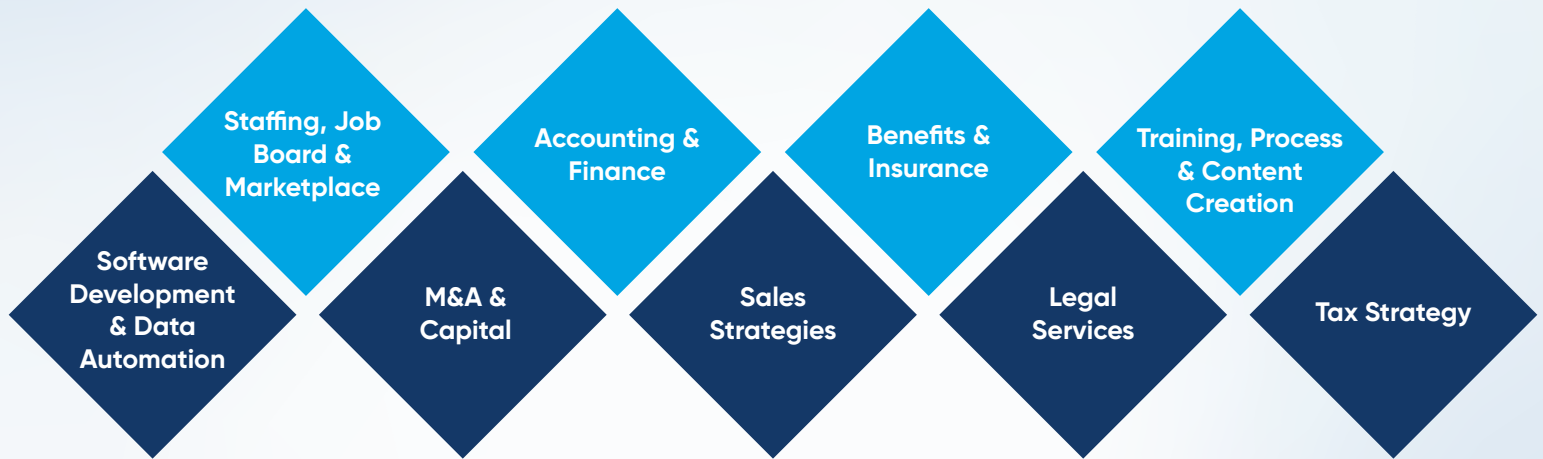 Staffing, Job
Board &
Marketplace
Accounting &
Finance
Benefits &
Insurance
Training, Process
& Content
Creation
Software
Development
& Data
Automation
M&A &
Capital
Sales
Strategies
Legal
Services
Tax Strategy